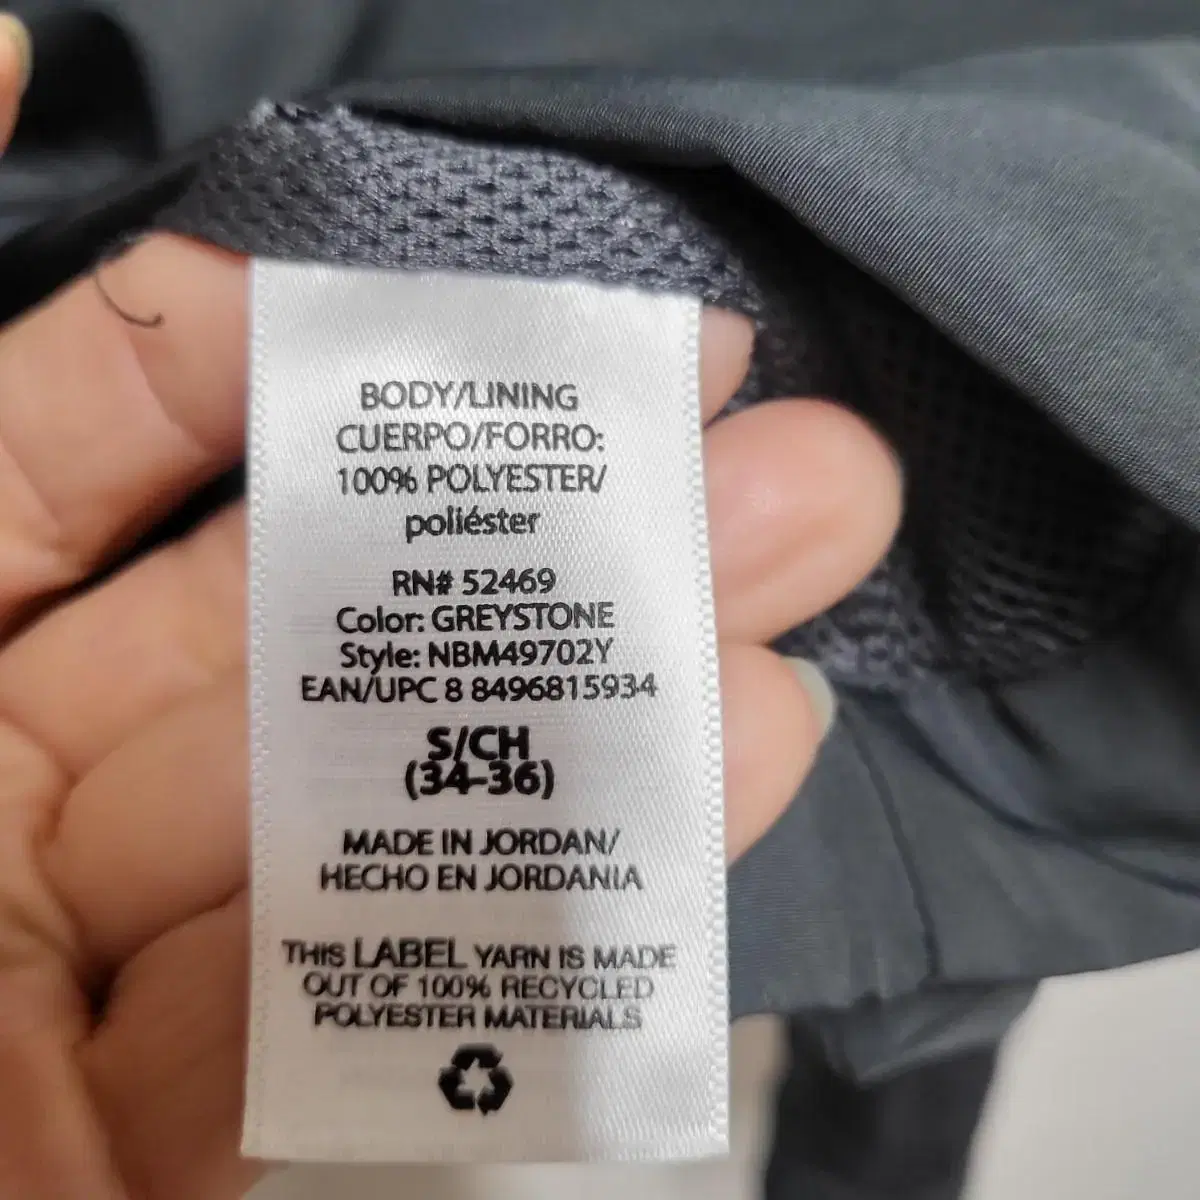 BODY/LINING
CUERPO/FORRO:
100% POLYESTER/
poliéster
RN# 52469
Color: GREYSTONE
Style: NBM49702Y
EAN/UPC 8 8496815934
S/CH
(34-36)
MADE IN JORDAN/
HECHO EN JORDANIA
THIS LABEL YARN IS MADE
OUT OF 100% RECYCLED
POLYESTER MATERIALS